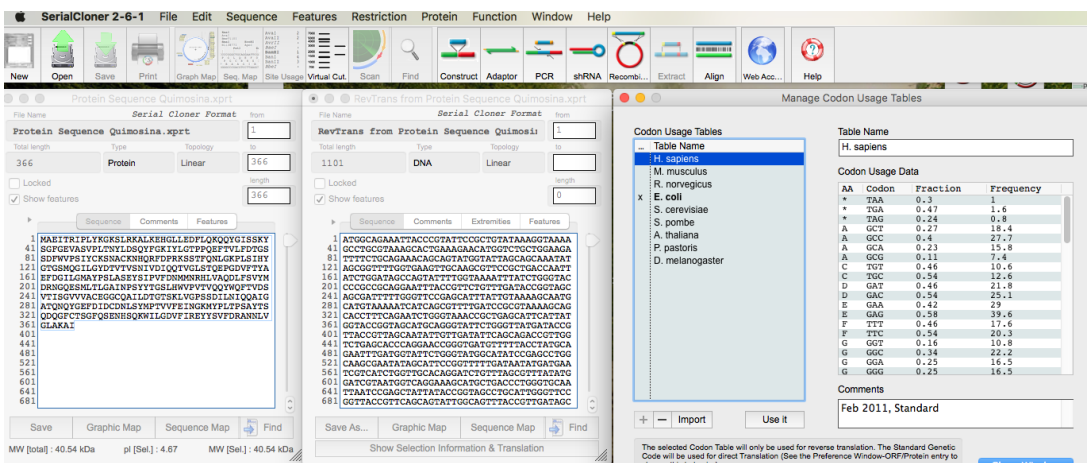 SerialCloner 2-6-1 File Edit Sequence Features Restriction Protein Function Window Help
New Open Save Print Graph Map Seq. Map Site Usage Virtual Cut. Scan Find Construct Adaptor PCR shRNA Recombi... Extract Align Web Acc... Help
Protein Sequence Quimosina.xprt
File Name Serial Cloner Format from
Protein Sequence Quimosina.xprt 1
Total length Type Topology to
366 Protein Linear 366
Locked length
Show features 366
Sequence Comments Features
1 MAEITRIPLYKGKSLRKALKEHGLLEDFLQKQQYGISSKY
41 SGFGEVASVPLTNYLDSQYFGKIYLGTPPQEFTVLFDTGS
81 SDFWVPSIYCKSNACKNHQRFDPRKSSTFQNLGKPLSIHY
121 GTGSMQGILGYDTVTVSNIVDIQQTVGLSTQEPGDVFTYA
161 EFDGILGMAYPSLASEYSIPVFDNMMNRHLVAQDLFSVYM
201 DRNGQESMLTLGAINPSYYTGSLHWVPVTVQQYWQFTVDS
241 VTISGVVVACEGGCQAILDTGTSKLVGPSSDILNIQQAIG
281 ATQNQYGEFDIDCDNLSYMPTVVFEINGKMYPLTPSAYTS
321 QDQGFCTSGFQSENHSQKWILGDVFIREYYSVFDRANNLV
361 GLAKAI
401
441
481
521
561
601
641
681
Save Graphic Map Sequence Map Find
MW [total] : 40.54 kDa pI [Sel.] : 4.67 MW [Sel.] : 40.54 kDa
RevTrans from Protein Sequence Quimosina.xprt
File Name Serial Cloner Format from
RevTrans from Protein Sequence Quimosi: 1
Total length Type Topology to
1101 DNA Linear
Locked length
Show features 0
Sequence Comments Extremities Features
1 ATGGCAGAAATTACCCGTATTCCGCTGTATAAAGGTAAAA
41 GCCTGCGTAAAGCACTGAAAGAACATGGTCTGCTGGAAGA
81 TTTTCTGCAGAAACAGCAGTATGGTATTAGCAGCAAATAT
121 AGCGGTTTTGGTGAAGTTGCAAGCGTTCCGCTGACCAATT
161 ATCTGGATAGCCAGTATTTTGGTAAAATTTATCTGGGTAC
201 CCCGCCGCAGGAATTTACCGTTCTGTTTGATACCGGTAGC
241 AGCGATTTTTGGGTTCCGAGCATTTATTGTAAAAGCAATG
281 CATGTAAAAATCATCAGCGTTTTGATCCGCGTAAAAGCAG
321 CACCTTTCAGAATCTGGGTAAACCGCTGAGCATTCATTAT
361 GGTACCGGTAGCATGCAGGGTATTCTGGGTTATGATACCG
401 TTACCGTTAGCAATATTGTTGATATTCAGCAGACCGTTGG
441 TCTGAGCACCCAGGAACCGGGTGATGTTTTTACCTATGCA
481 GAATTTGATGGTATTCTGGGTATGGCATATCCGAGCCTGG
521 CAAGCGAATATAGCATTCCGGTTTTTGATAATATGATGAA
561 TCGTCATCTGGTTGCACAGGATCTGTTTAGCGTTTATATG
601 GATCGTAATGGTCAGGAAAGCATGCTGACCCTGGGTGCAA
641 TTAATCCGAGCTATTATACCGGTAGCCTGCATTGGGTTCC
681 GGTTACCGTTCAGCAGTATTGGCAGTTTACCGTTGATAGC
Save As... Graphic Map Sequence Map Find
Show Selection Information & Translation
Manage Codon Usage Tables
Codon Usage Tables
... Table Name
H. sapiens
M. musculus
R. norvegicus
x E. coli
S. cerevisiae
S. pombe
A. thaliana
P. pastoris
D. melanogaster
+ – Import Use it
Table Name
H. sapiens
Codon Usage Data
AA Codon Fraction Frequency
* TAA 0.3 1
* TGA 0.47 1.6
* TAG 0.24 0.8
A GCT 0.27 18.4
A GCC 0.4 27.7
A GCA 0.23 15.8
A GCG 0.11 7.4
C TGT 0.46 10.6
C TGC 0.54 12.6
D GAT 0.46 21.8
D GAC 0.54 25.1
E GAA 0.42 29
E GAG 0.58 39.6
F TTT 0.46 17.6
F TTC 0.54 20.3
G GGT 0.16 10.8
G GGC 0.34 22.2
G GGA 0.25 16.5
G GGG 0.25 16.5
Comments
Feb 2011, Standard
The selected Codon Table will only be used for reverse translation. The Standard Genetic
Code will be used for direct Translation (See the Preference Window-ORF/Protein entry to